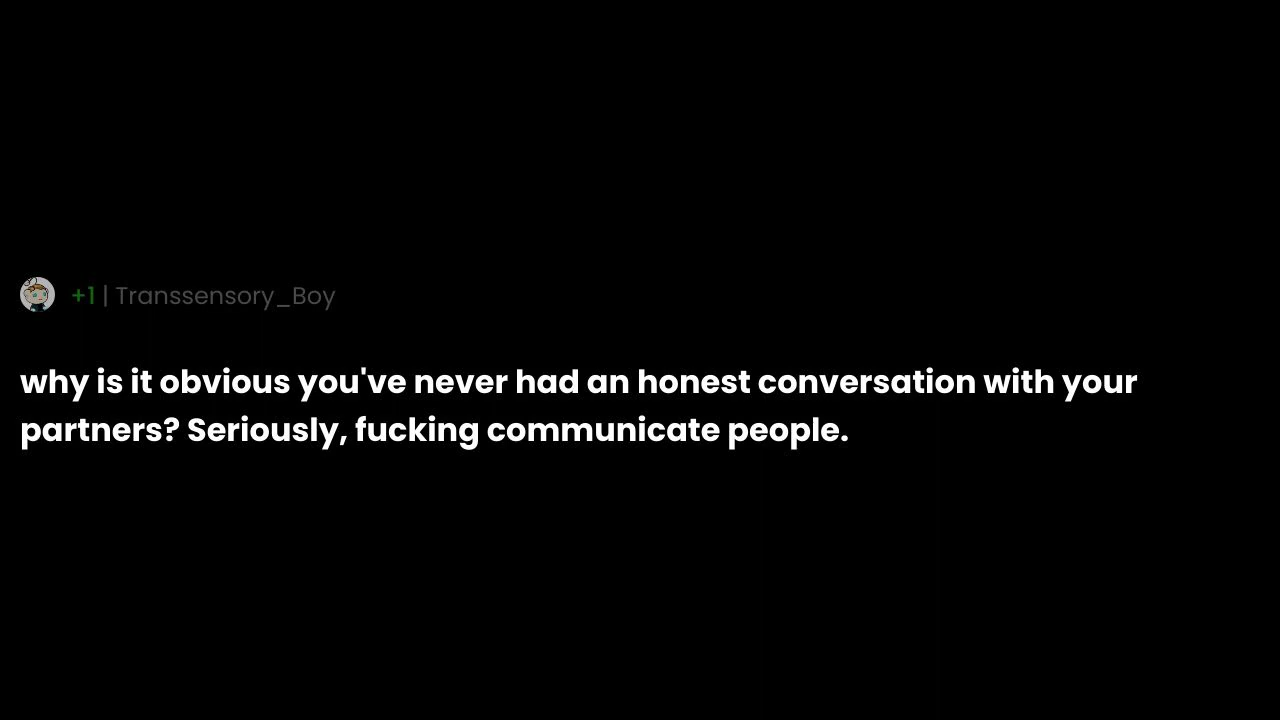 +1 | Transsensory_Boy
why is it obvious you've never had an honest conversation with your
partners? Seriously, fucking communicate people.